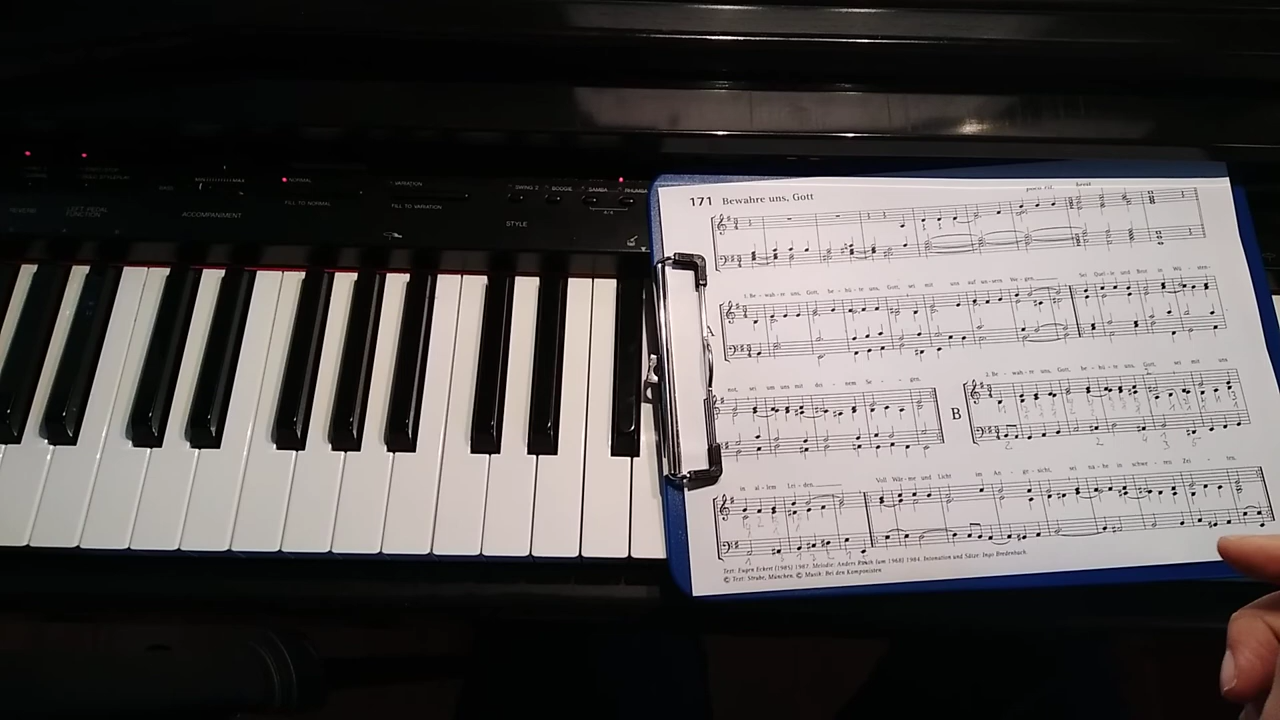 NORMAL
VARIATION
SWING 2 BOOGIE SAMBA RHUMBA
REVERB
LEFT PEDAL
FUNCTION
ACCOMPANIMENT
FILL TO NORMAL
FILL TO VARIATION
STYLE
171 Bewahre uns, Gott
poco rit. breit
1. Be - wah - re uns, Gott, be - hü - te uns, Gott, sei mit uns auf un - sern We - gen. Sei Quel - le und Brot in Wü - sten-
A
not, sei um uns mit dei - nem Se - gen.
2. Be - wah - re uns, Gott, be - hü - te uns, Gott, sei mit uns
B
in al - lem Lei - den. Voll Wär - me und Licht im An - ge - sicht, sei nä - he in schwe - ren Zei - ten.
Text: Eugen Eckert (1985) 1987. Melodie: Anders Ruuth (um 1968) 1984. Intonation und Sätze: Ingo Bredenbach.
© Text: Strube, München. © Musik: Bei den Komponisten